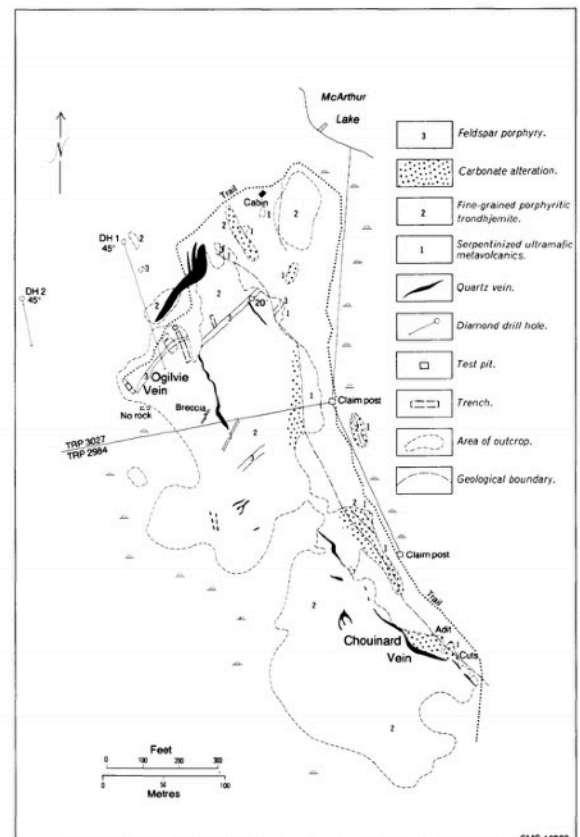 McArthur
Lake
N
Trail
Cabin
DH 1
45°
DH 2
45°
20'
Ogilvie
Vein
No rock
Breccia
Claim post
TRP 3027
TRP 2984
Claim post
Trail
Adit
Cuts
Chouinard
Vein
3 Feldspar porphyry.
Carbonate alteration.
2 Fine-grained porphyritic
trondhjemite.
1 Serpentinized ultramafic
metavolcanics.
Quartz vein.
Diamond drill hole.
Test pit.
Trench.
Area of outcrop.
Geological boundary.
Feet
0 100 200 300
0 50 100
Metres